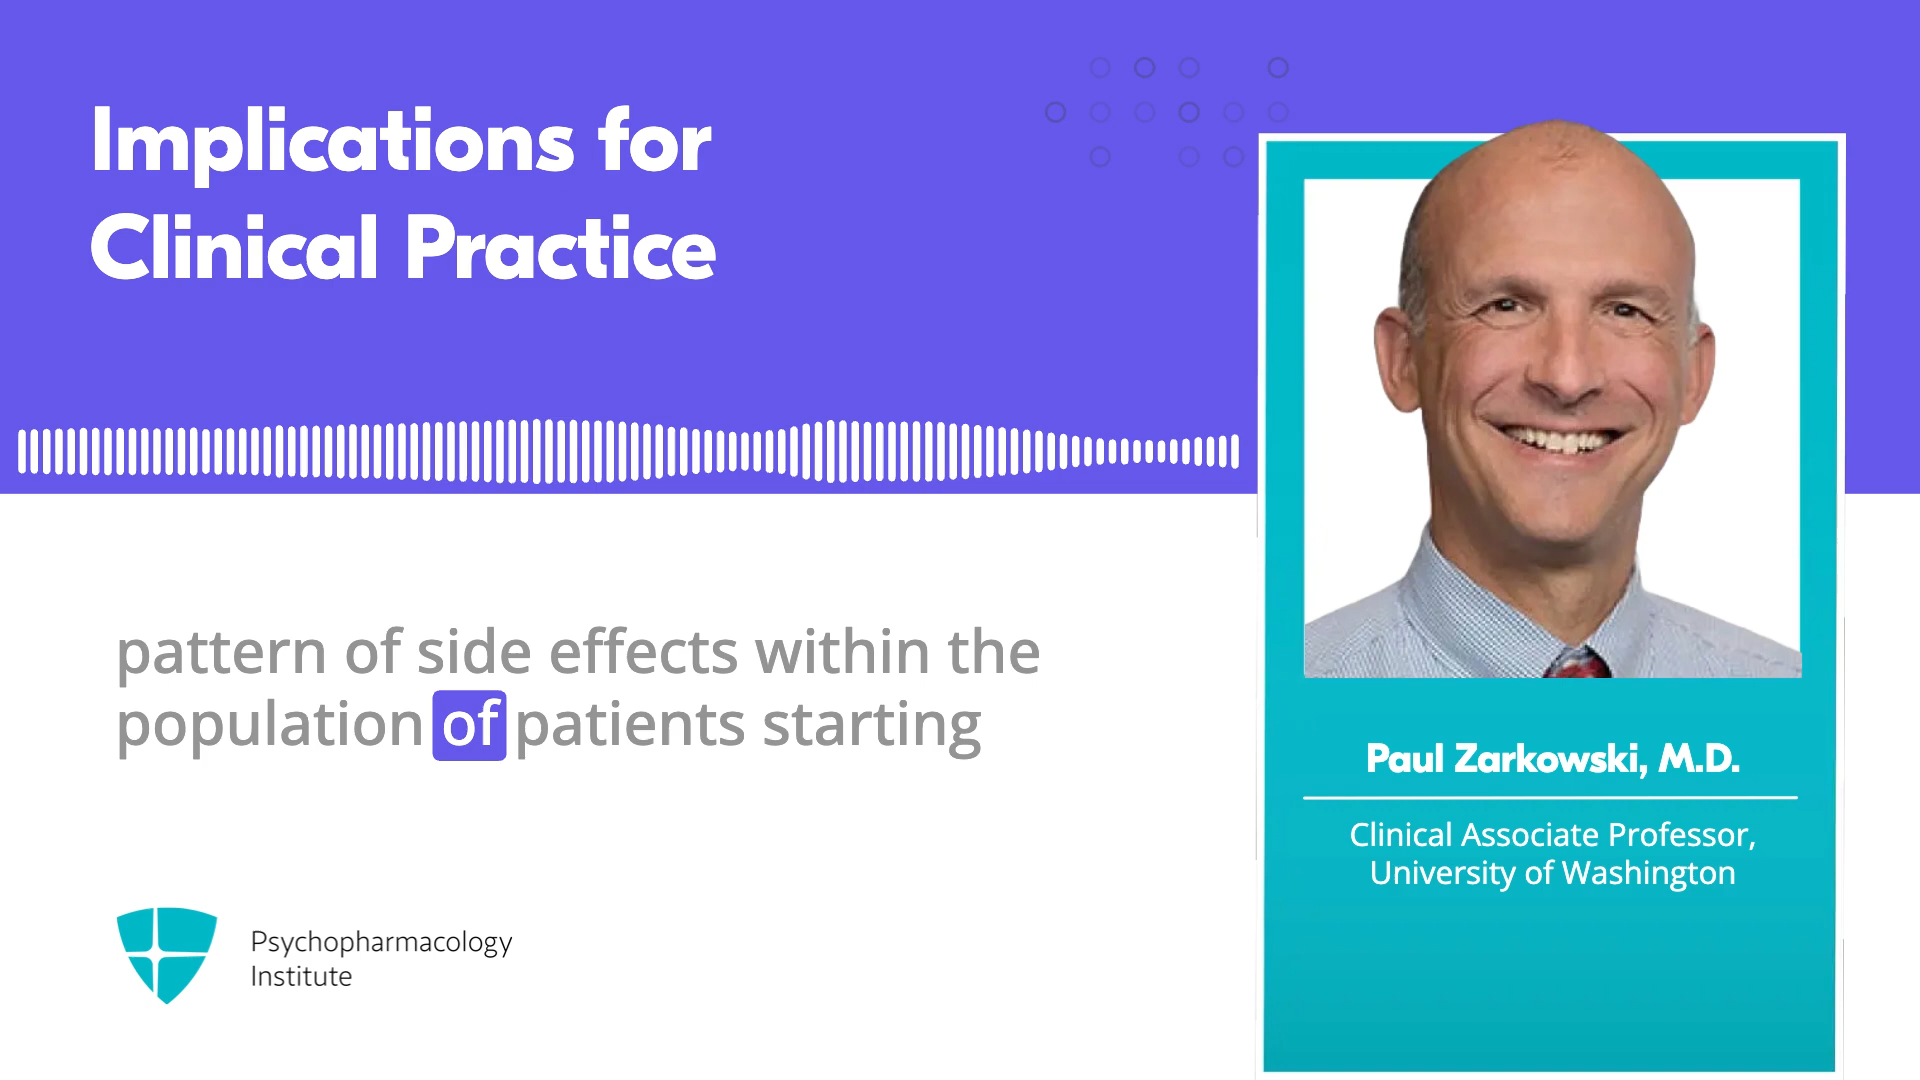 Implications for
Clinical Practice
pattern of side effects within the
population of patients starting
Psychopharmacology
Institute
Paul Zarkowski, M.D.
Clinical Associate Professor,
University of Washington